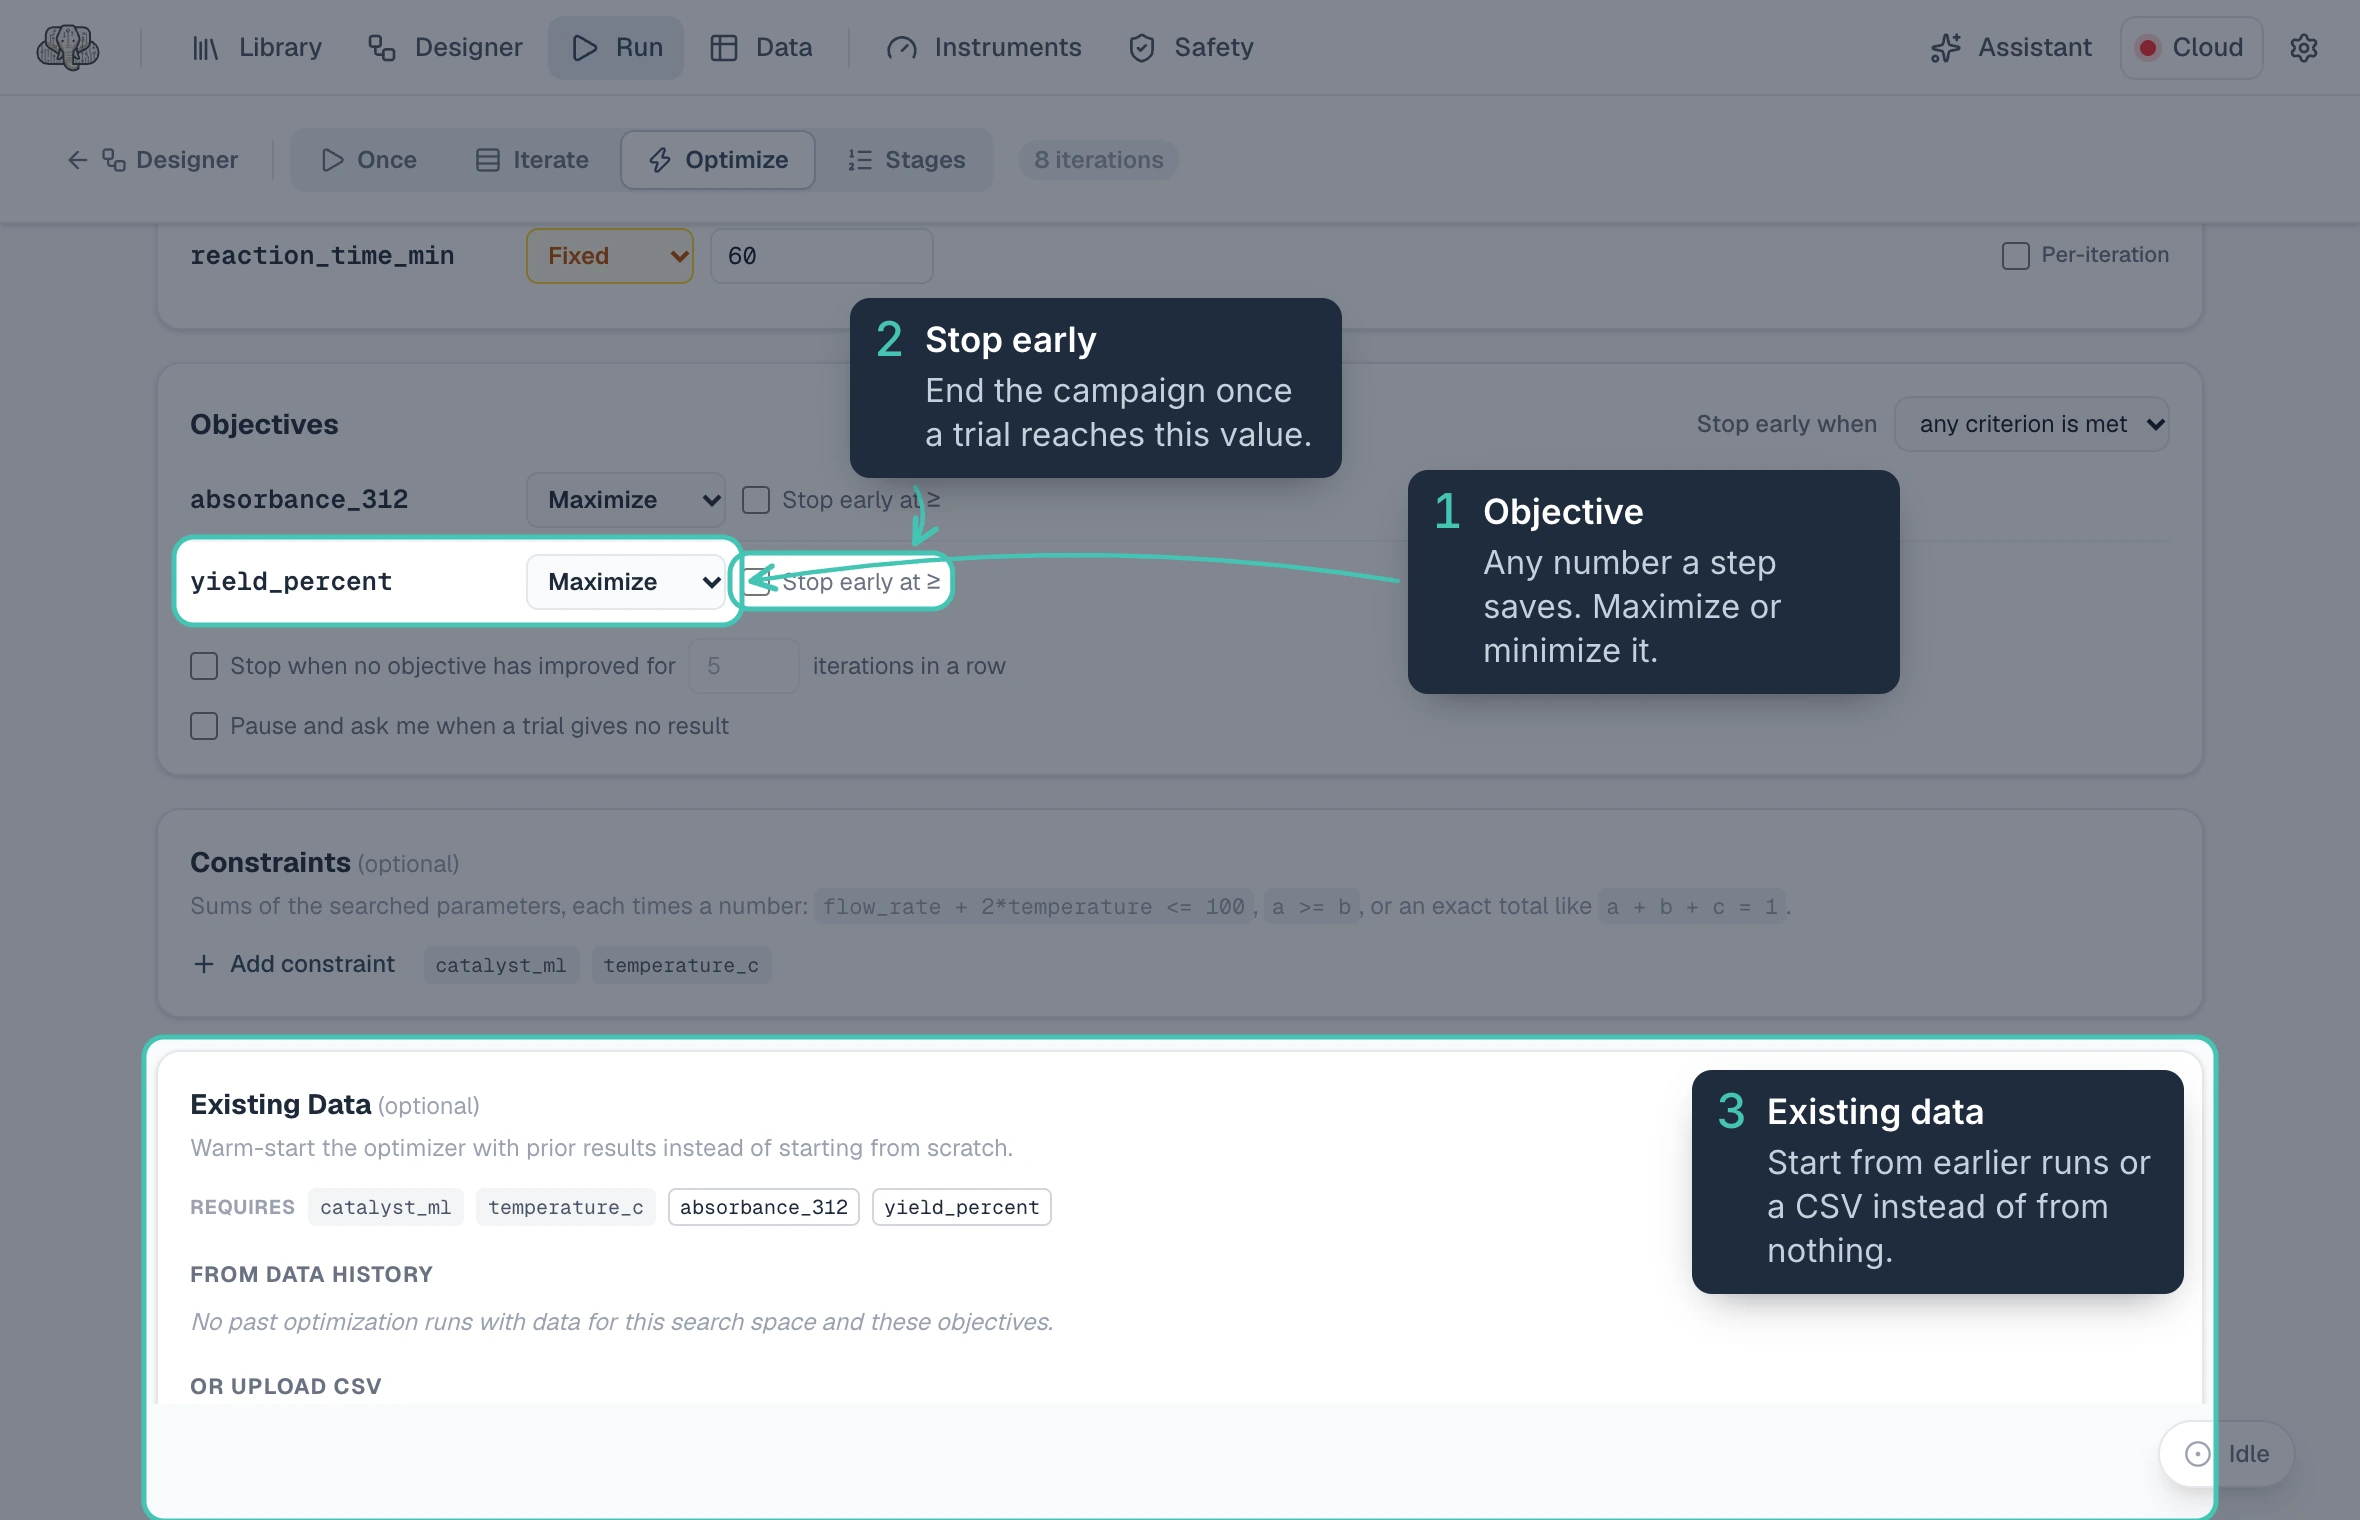 Library Designer Run Data Instruments Safety Assistant Cloud
Designer Once Iterate Optimize Stages 8 iterations
reaction_time_min Fixed 60 Per-iteration
2 Stop early
End the campaign once
a trial reaches this value.
Objectives Stop early when any criterion is met
absorbance_312 Maximize Stop early at ≥
1 Objective
Any number a step
saves. Maximize or
minimize it.
yield_percent Maximize Stop early at ≥
Stop when no objective has improved for 5 iterations in a row
Pause and ask me when a trial gives no result
Constraints (optional)
Sums of the searched parameters, each times a number: flow_rate + 2*temperature <= 100, a >= b, or an exact total like a + b + c = 1.
Add constraint catalyst_ml temperature_c
Existing Data (optional)
Warm-start the optimizer with prior results instead of starting from scratch.
REQUIRES catalyst_ml temperature_c absorbance_312 yield_percent
3 Existing data
Start from earlier runs or
a CSV instead of from
nothing.
FROM DATA HISTORY
No past optimization runs with data for this search space and these objectives.
OR UPLOAD CSV
Idle